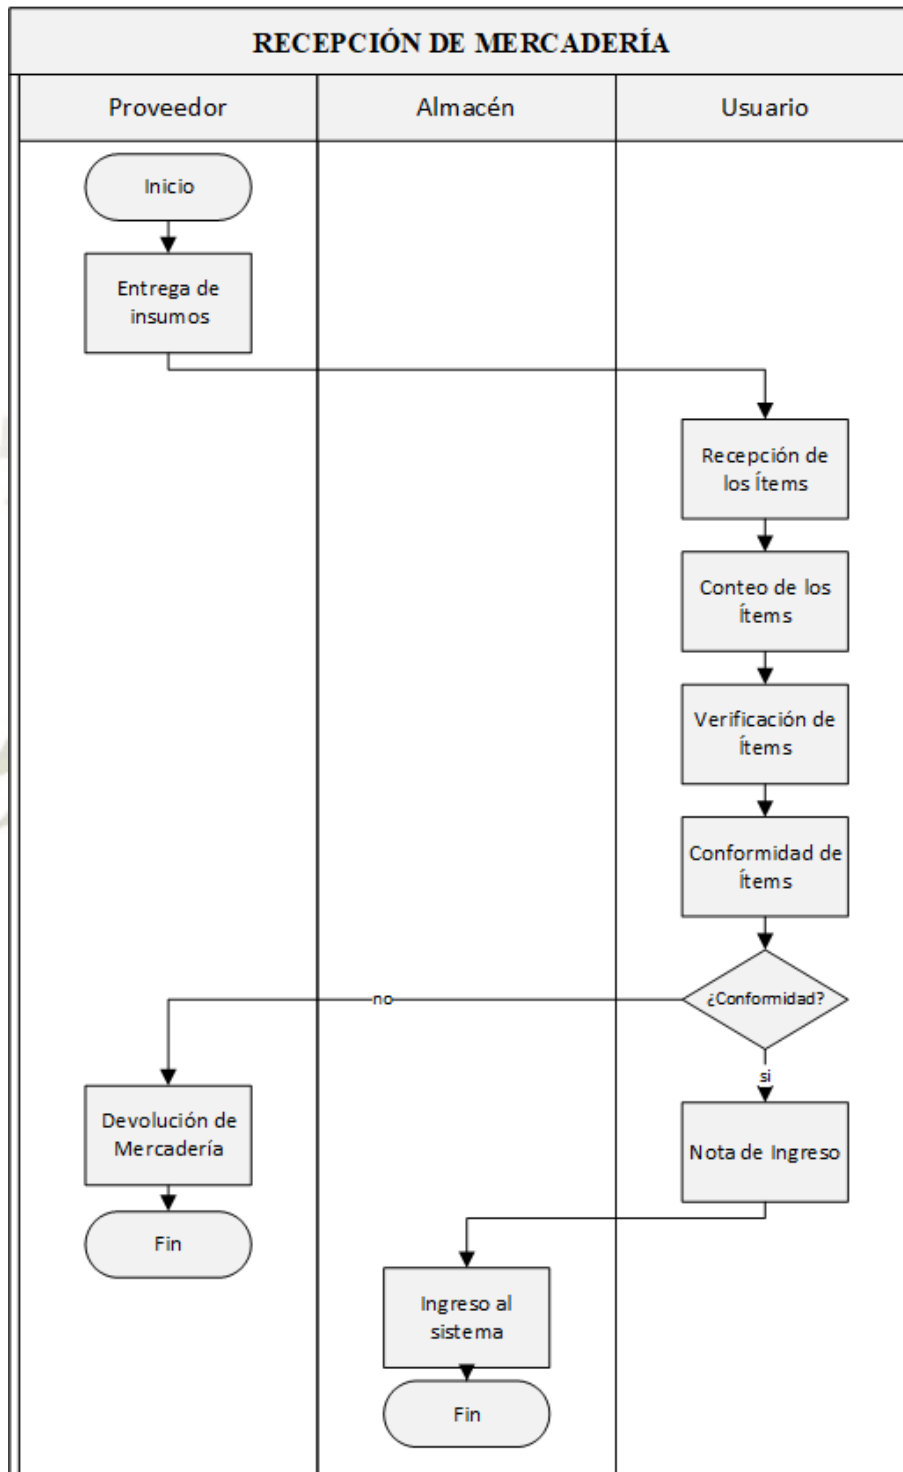 RECEPCIÓN DE MERCADERÍA
Proveedor
Almacén
Usuario
Inicio
Entrega de
insumos
Recepción de
los Ítems
Conteo de los
Ítems
Verificación de
Ítems
Conformidad de
Ítems
¿Conformidad?
no
si
Devolución de
Mercadería
Nota de Ingreso
Fin
Ingreso al
sistema
Fin